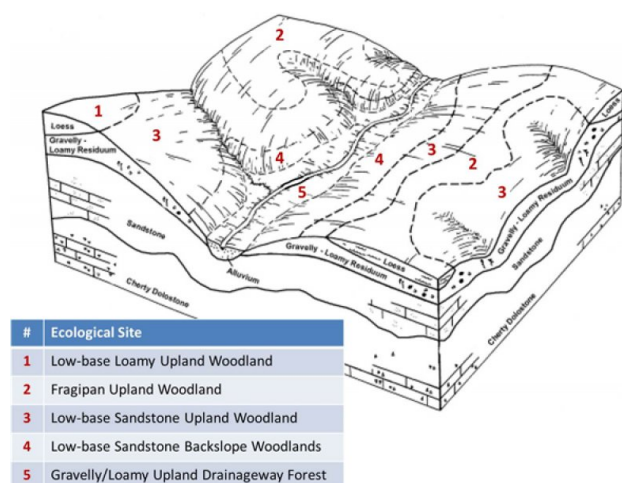 2
1
Loess
Gravelly -
Loamy Residuum
3
4
4
3
2
3
5
Loess
Gravelly - Loamy Residuum
Sandstone
Cherty Dolostone
Sandstone
Alluvium
Gravelly - Loamy Residuum
Loess
Cherty Dolostone
# Ecological Site
1 Low-base Loamy Upland Woodland
2 Fragipan Upland Woodland
3 Low-base Sandstone Upland Woodland
4 Low-base Sandstone Backslope Woodlands
5 Gravelly/Loamy Upland Drainageway Forest